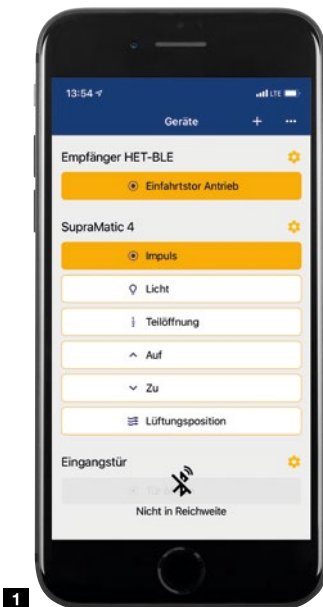 13:54
LTE
Geräte + ...
Empfänger HET-BLE
Einfahrtstor Antrieb
SupraMatic 4
Impuls
Licht
Teilöffnung
Auf
Zu
Lüftungsposition
Eingangstür
Nicht in Reichweite
1